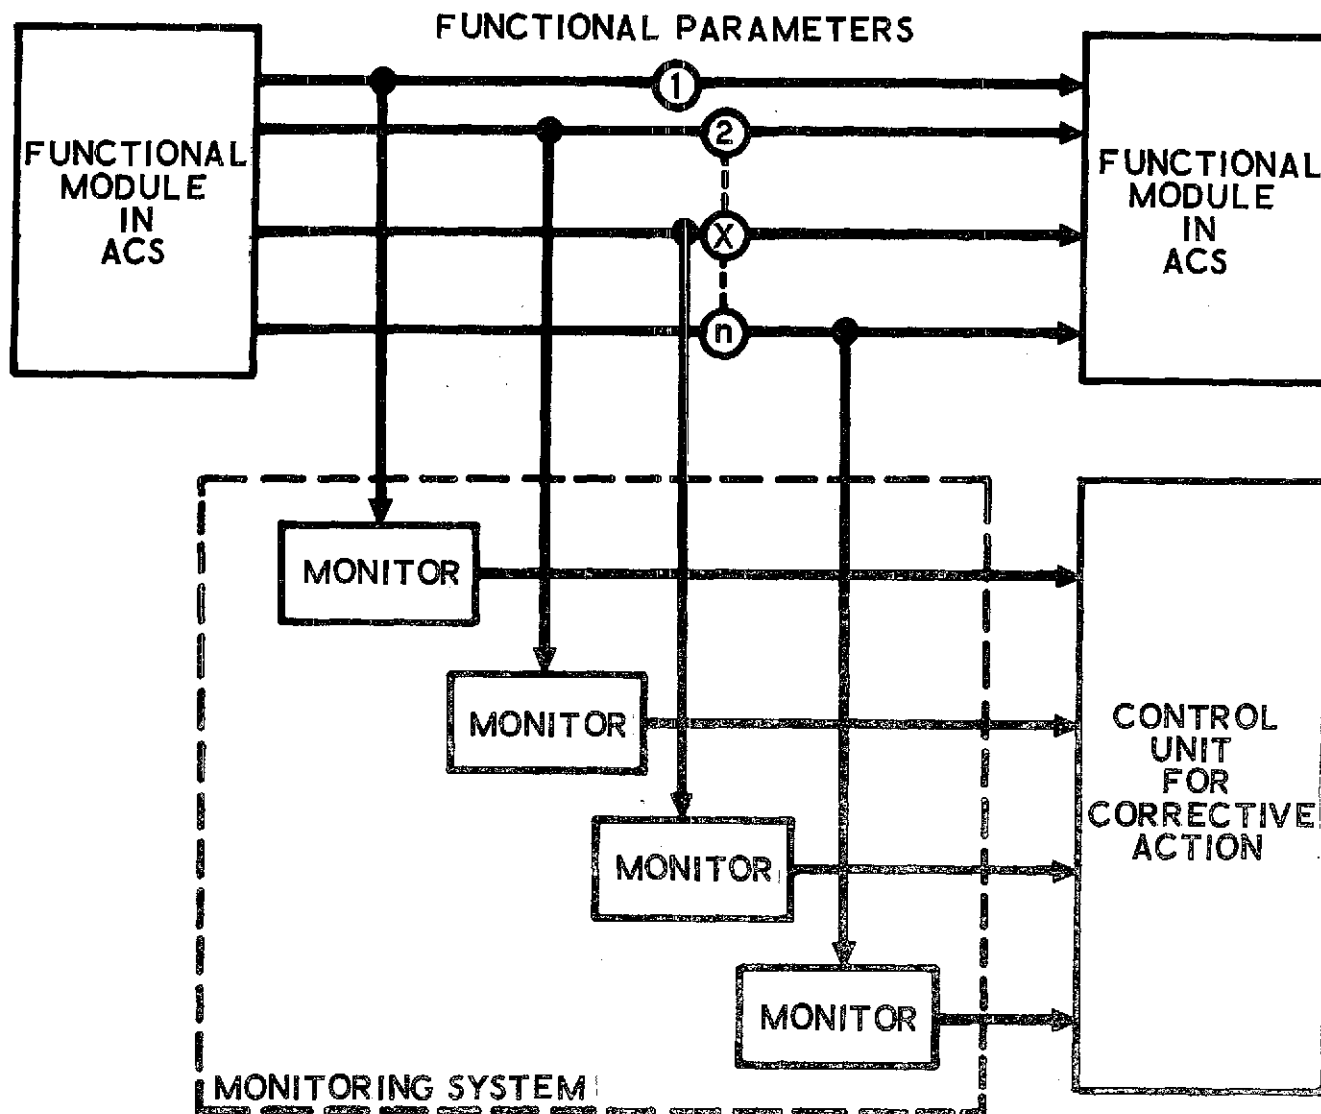 FUNCTIONAL PARAMETERS
FUNCTIONAL
MODULE
IN
ACS
1
2
X
n
FUNCTIONAL
MODULE
IN
ACS
MONITOR
MONITOR
MONITOR
MONITOR
CONTROL
UNIT
FOR
CORRECTIVE
ACTION
MONITORING SYSTEM